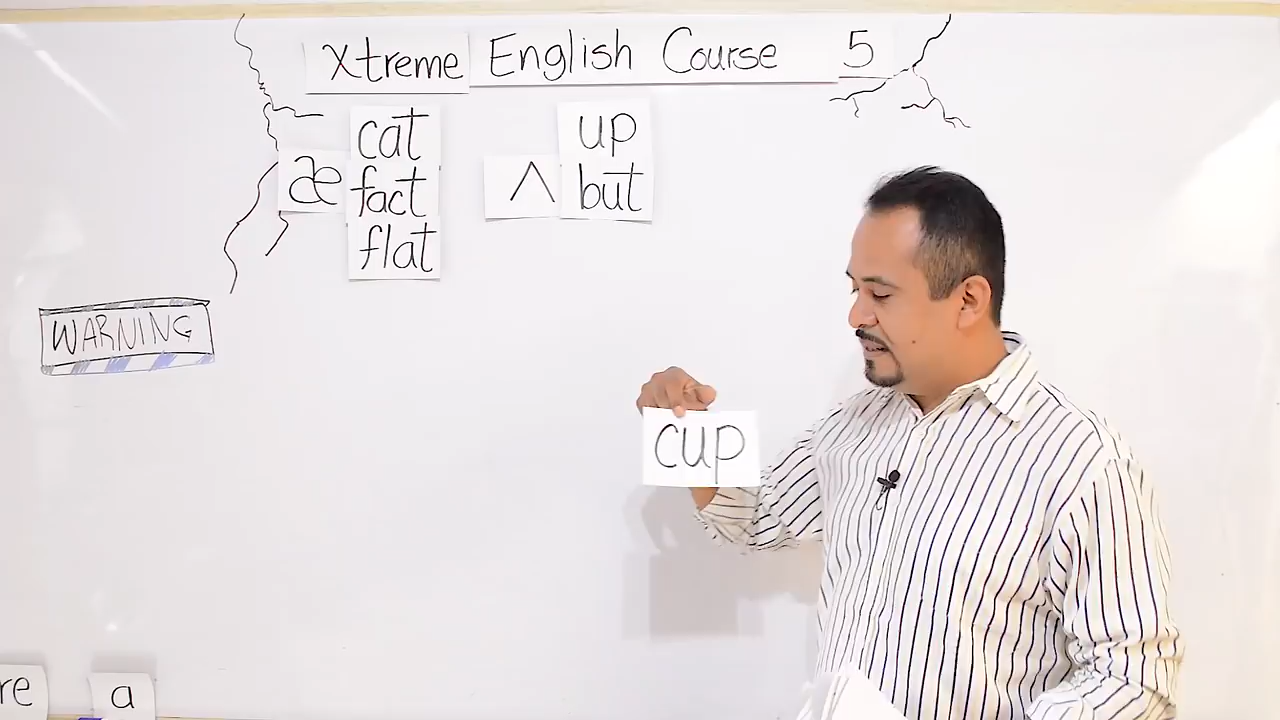 Xtreme English Course 5
cat
æ fact
flat
up
ʌ but
WARNING
cup
re
a